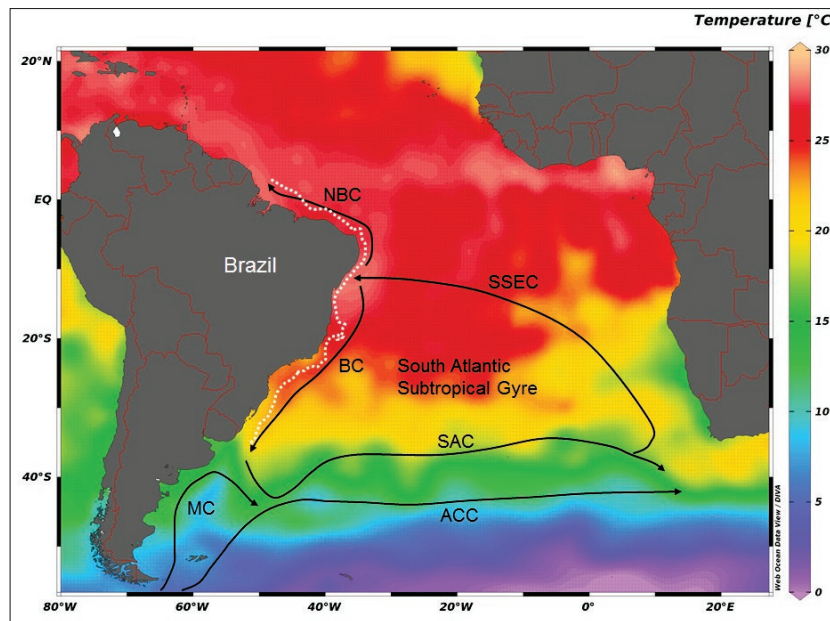 Temperature [°C]
20°N
EQ
20°S
40°S
80°W
60°W
40°W
20°W
0°
20°E
30
25
20
15
10
5
0
NBC
Brazil
SSEC
BC
South Atlantic
Subtropical Gyre
SAC
MC
ACC
Web Ocean Data View / DIVA